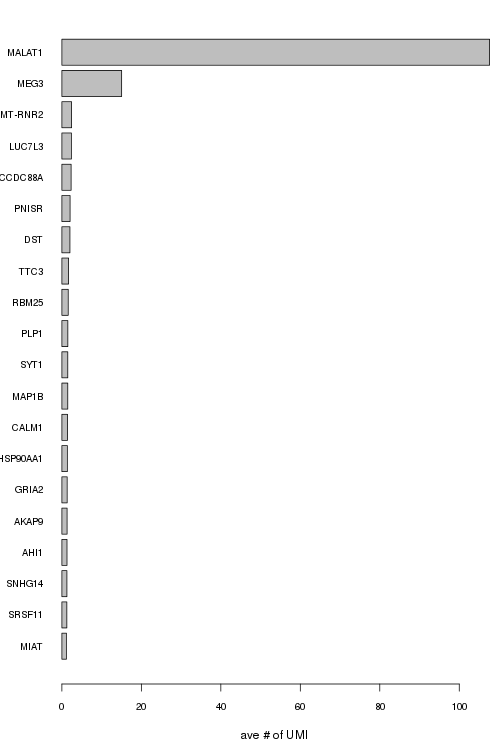 MALAT1
MEG3
MT-RNR2
LUC7L3
CCDC88A
PNISR
DST
TTC3
RBM25
PLP1
SYT1
MAP1B
CALM1
HSP90AA1
GRIA2
AKAP9
AHI1
SNHG14
SRSF11
MIAT
0 20 40 60 80 100
ave # of UMI